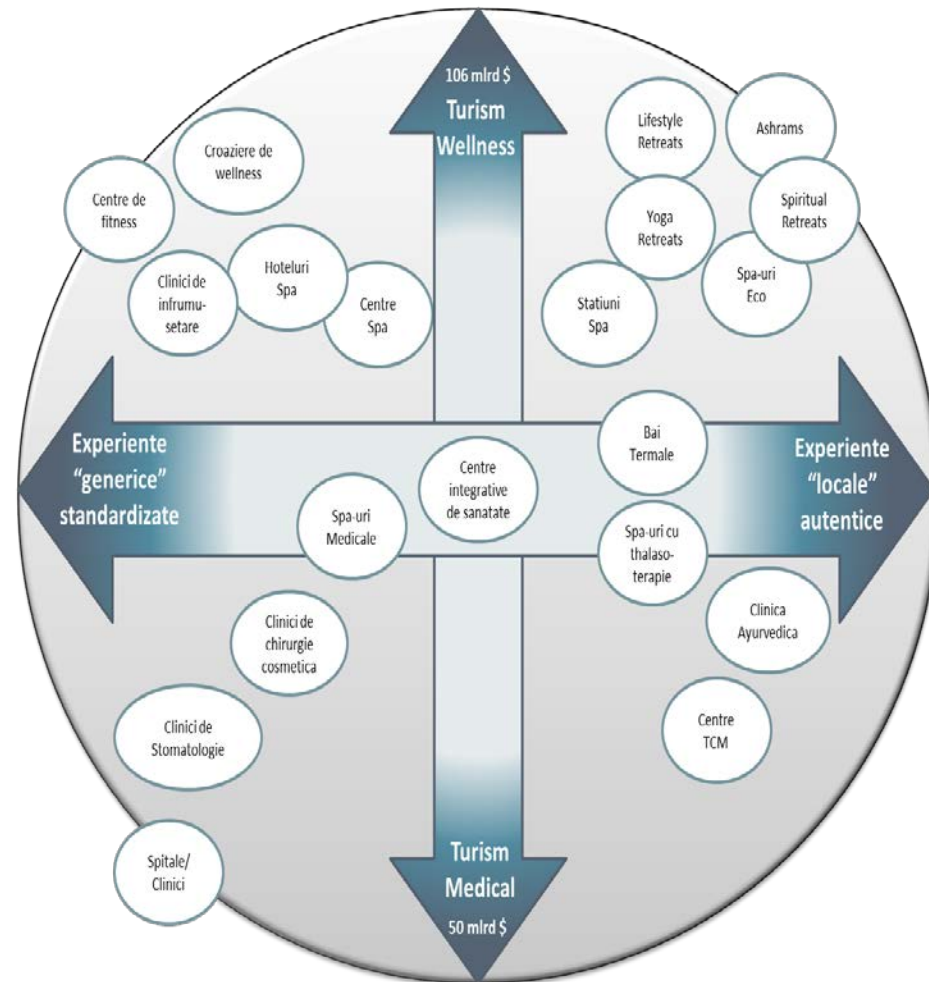 106 mlrd $
Turism
Wellness
Lifestyle
Retreats
Ashrams
Croaziere de
wellness
Centre de
fitness
Yoga
Retreats
Spiritual
Retreats
Clinici de
infrumu-
setare
Hoteluri
Spa
Centre
Spa
Statiuni
Spa
Spa-uri
Eco
Experiente
“generice”
standardizate
Spa-uri
Medicale
Centre
integrative
de sanatate
Bai
Termale
Experiente
“locale”
autentice
Spa-uri cu
thalaso-
terapie
Clinici de
chirurgie
cosmetica
Clinica
Ayurvedica
Clinici de
Stomatologie
Centre
TCM
Spitale/
Clinici
Turism
Medical
50 mlrd $